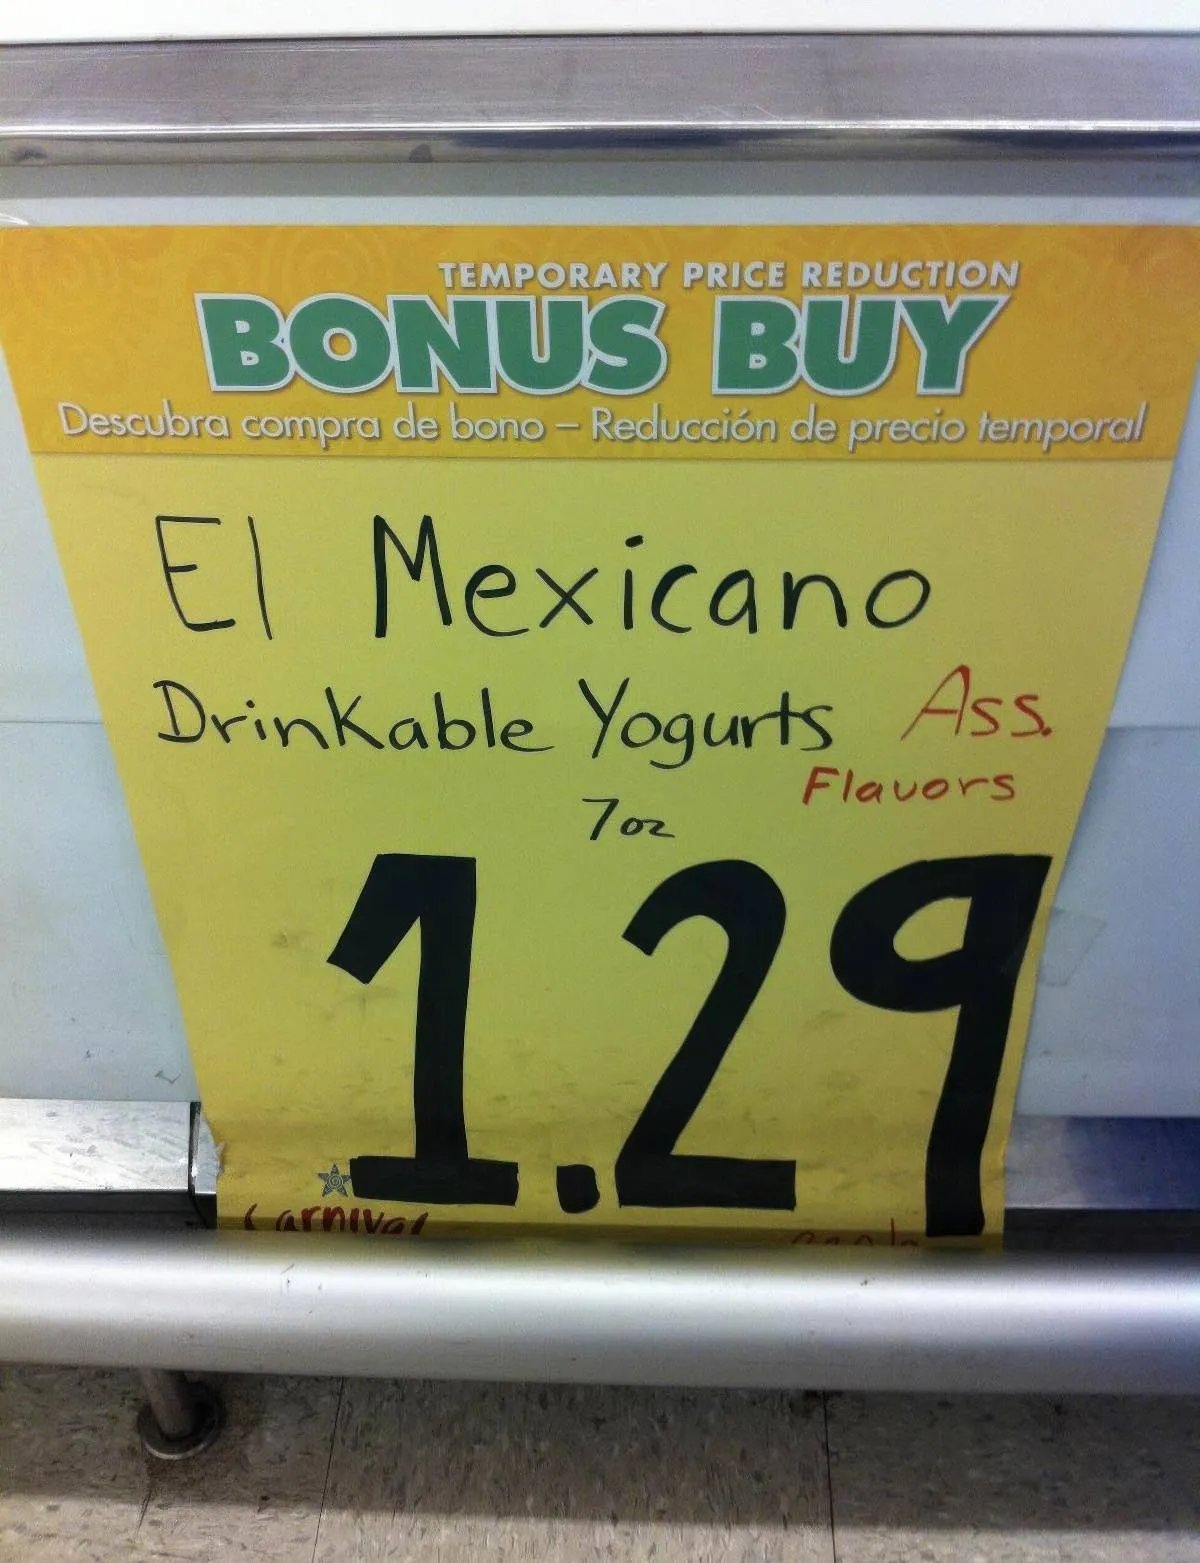 TEMPORARY PRICE REDUCTION
BONUS BUY
Descubra compra de bono – Reducción de precio temporal
El Mexicano
Drinkable Yogurts Ass.
Flavors
7oz
1.29
Carnival